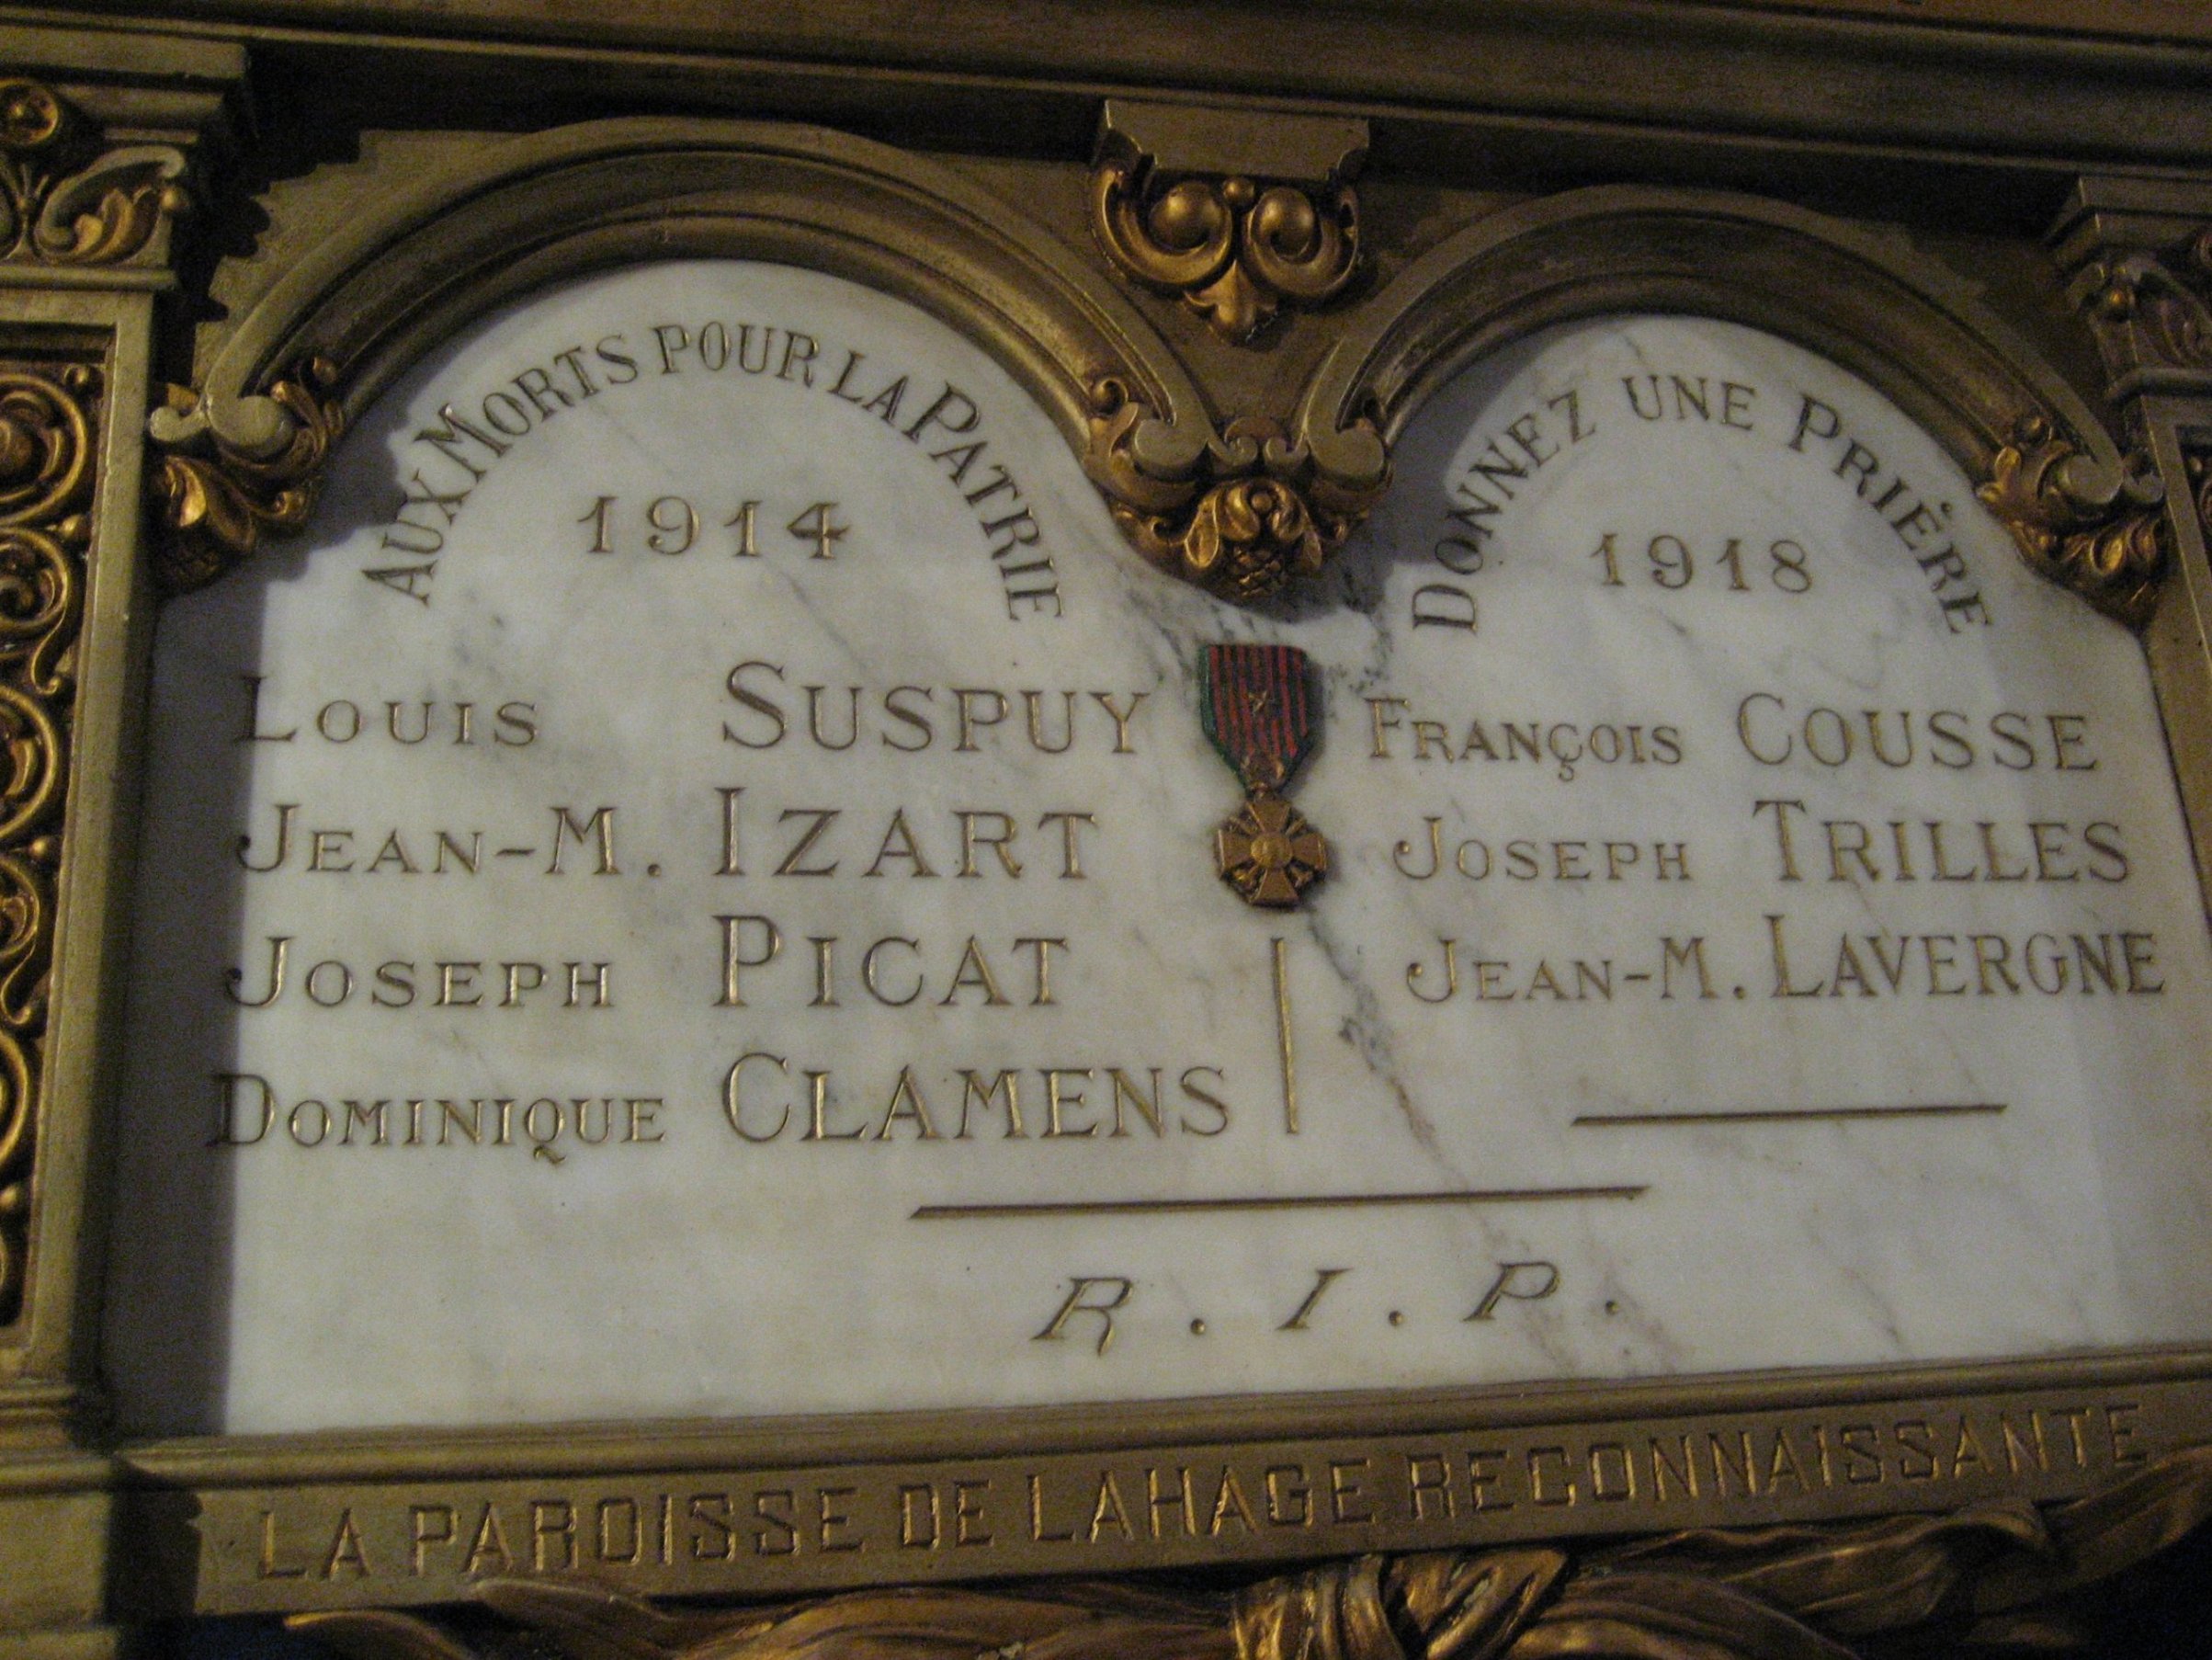 AUX MORTS POUR LA PATRIE
1914
LOUIS SUSPUY
JEAN-M. IZART
JOSEPH PICAT
DOMINIQUE CLAMENS
DONNEZ UNE PRIÈRE
1918
FRANÇOIS COUSSE
JOSEPH TRILLES
JEAN-M. LAVERGNE
R. I. P.
LA PAROISSE DE LAHAGE RECONNAISSANTE